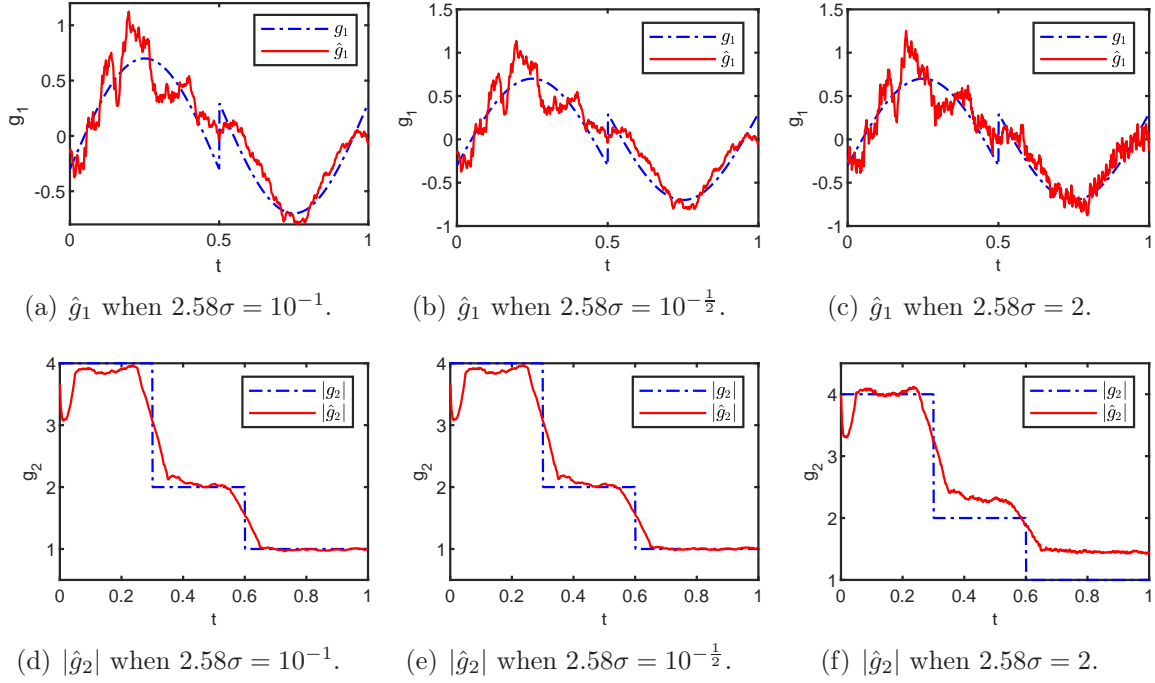 g₁
ĝ₁
g₁
1
0.5
0
-0.5
0
0.5
1
t
g₁
ĝ₁
g₁
1.5
1
0.5
0
-0.5
-1
0
0.5
1
t
g₁
ĝ₁
g₁
1.5
1
0.5
0
-0.5
-1
0
0.5
1
t
(a) ĝ₁ when 2.58σ = 10⁻¹.
(b) ĝ₁ when 2.58σ = 10^{-1/2}.
(c) ĝ₁ when 2.58σ = 2.
|g₂|
|ĝ₂|
g₂
4
3
2
1
0
0.2
0.4
0.6
0.8
1
t
|g₂|
|ĝ₂|
g₂
4
3
2
1
0
0.2
0.4
0.6
0.8
1
t
|g₂|
|ĝ₂|
g₂
5
4
3
2
1
0
0.2
0.4
0.6
0.8
1
t
(d) |ĝ₂| when 2.58σ = 10⁻¹.
(e) |ĝ₂| when 2.58σ = 10^{-1/2}.
(f) |ĝ₂| when 2.58σ = 2.